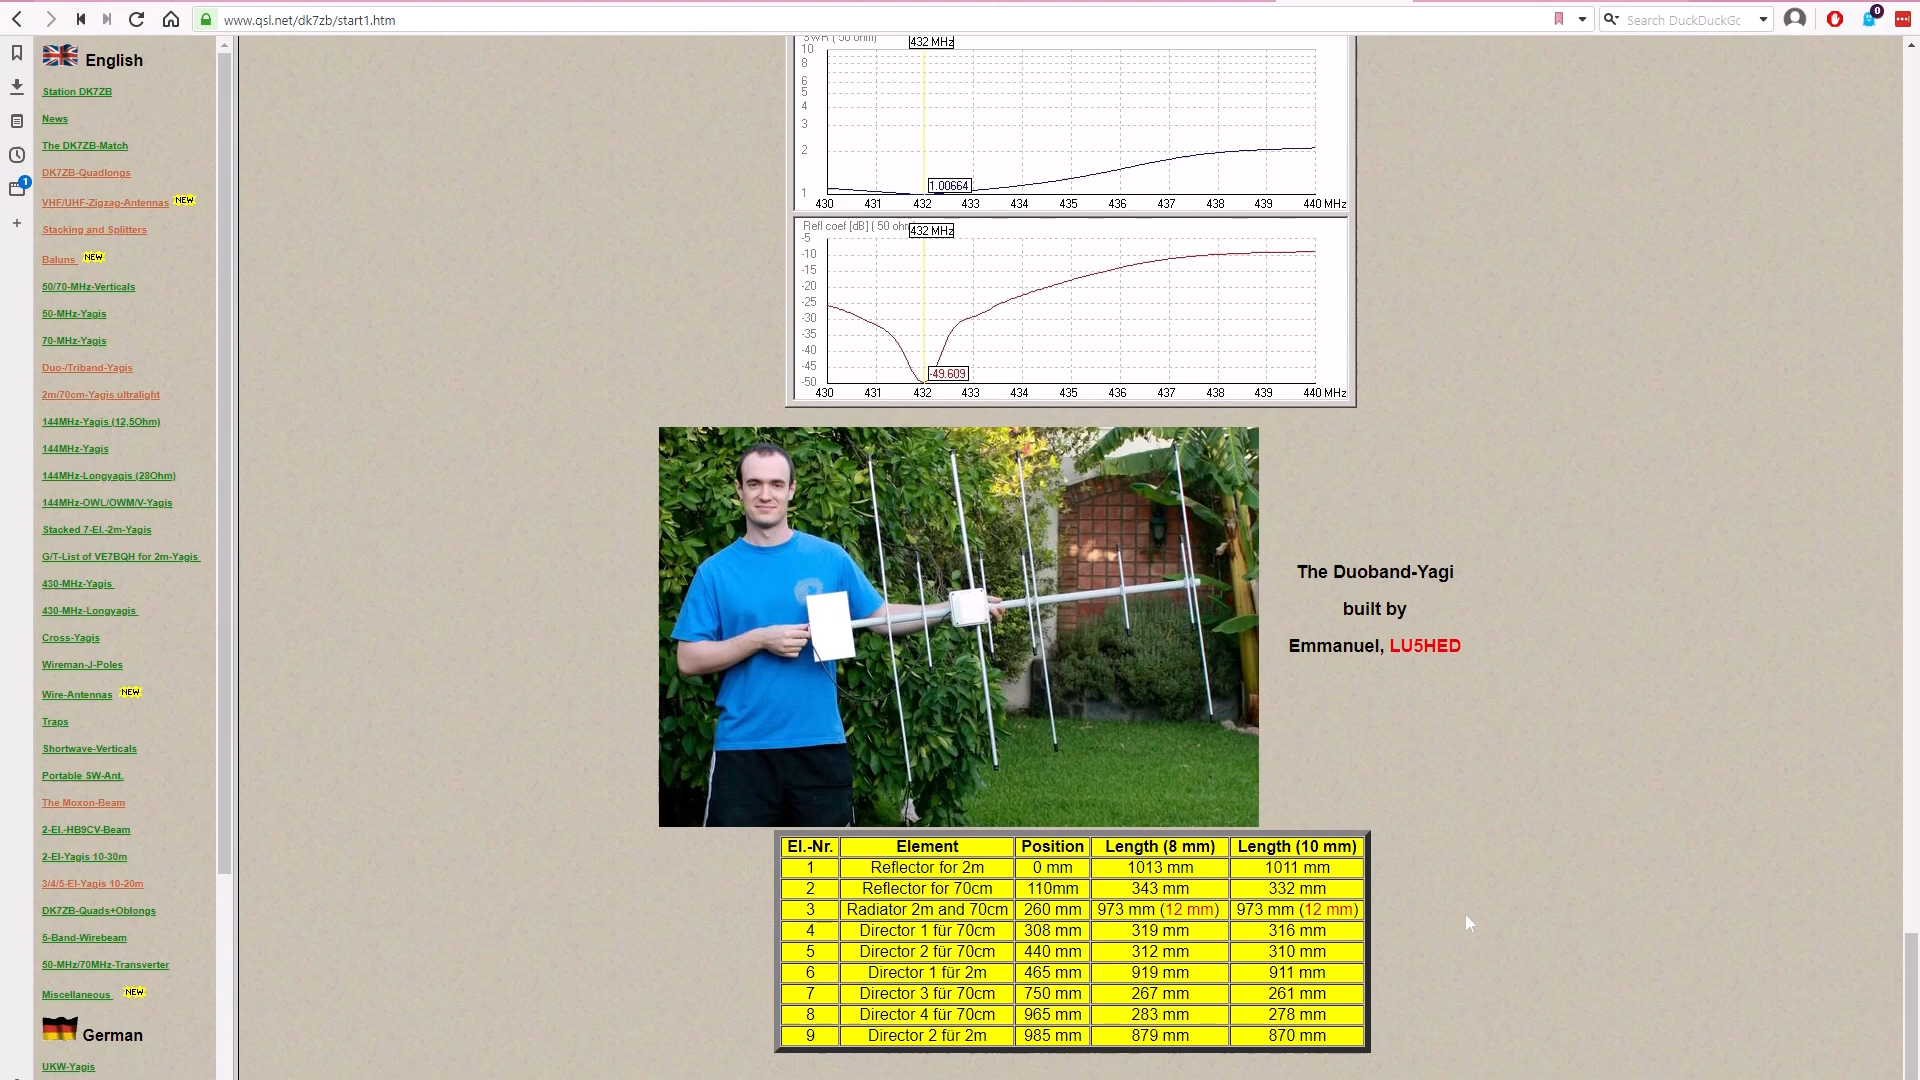 www.qsl.net/dk7zb/start1.htm
Search DuckDuckGo
0
1
English
Station DK7ZB
News
The DK7ZB-Match
DK7ZB-Quadlongs
VHF/UHF-Zigzag-Antennas NEW
Stacking and Splitters
Baluns NEW
50/70-MHz-Verticals
50-MHz-Yagis
70-MHz-Yagis
Duo-/Triband-Yagis
2m/70cm-Yagis ultralight
144MHz-Yagis (12,5Ohm)
144MHz-Yagis
144MHz-Longyagis (28Ohm)
144MHz-OWL/OWM/V-Yagis
Stacked 7-El.-2m-Yagis
G/T-List of VE7BQH for 2m-Yagis
430-MHz-Yagis
430-MHz-Longyagis
Cross-Yagis
Wireman-J-Poles
Wire-Antennas NEW
Traps
Shortwave-Verticals
Portable SW-Ant.
The Moxon-Beam
2-El.-HB9CV-Beam
2-El-Yagis 10-30m
3/4/5-El-Yagis 10-20m
DK7ZB-Quads+Oblongs
5-Band-Wirebeam
50-MHz/70MHz-Transverter
Miscellaneous NEW
German
UKW-Yagis
SWR ( 50 ohm)
432 MHz
10
8
6
5
4
3
2
1
1.00664
430 431 432 433 434 435 436 437 438 439 440 MHz
Refl coef [dB] ( 50 ohm
432 MHz
-5
-10
-15
-20
-25
-30
-35
-40
-45
-50
-49.609
430 431 432 433 434 435 436 437 438 439 440 MHz
The Duoband-Yagi
built by
Emmanuel, LU5HED
El.-Nr. Element Position Length (8 mm) Length (10 mm)
1 Reflector for 2m 0 mm 1013 mm 1011 mm
2 Reflector for 70cm 110mm 343 mm 332 mm
3 Radiator 2m and 70cm 260 mm 973 mm (12 mm) 973 mm (12 mm)
4 Director 1 für 70cm 308 mm 319 mm 316 mm
5 Director 2 für 70cm 440 mm 312 mm 310 mm
6 Director 1 für 2m 465 mm 919 mm 911 mm
7 Director 3 für 70cm 750 mm 267 mm 261 mm
8 Director 4 für 70cm 965 mm 283 mm 278 mm
9 Director 2 für 2m 985 mm 879 mm 870 mm